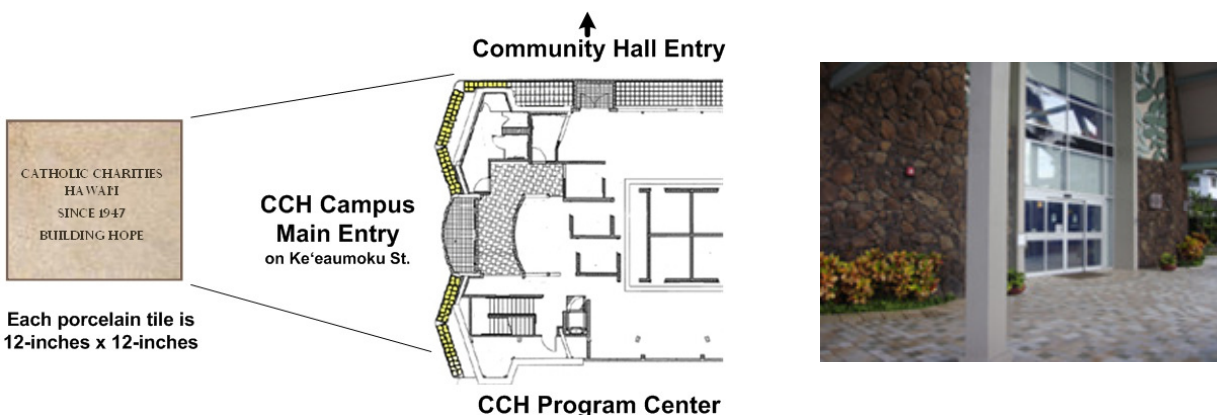 Community Hall Entry
CATHOLIC CHARITIES
HAWAI'I
SINCE 1947
BUILDING HOPE
CCH Campus
Main Entry
on Ke‘eaumoku St.
Each porcelain tile is
12-inches x 12-inches
CCH Program Center